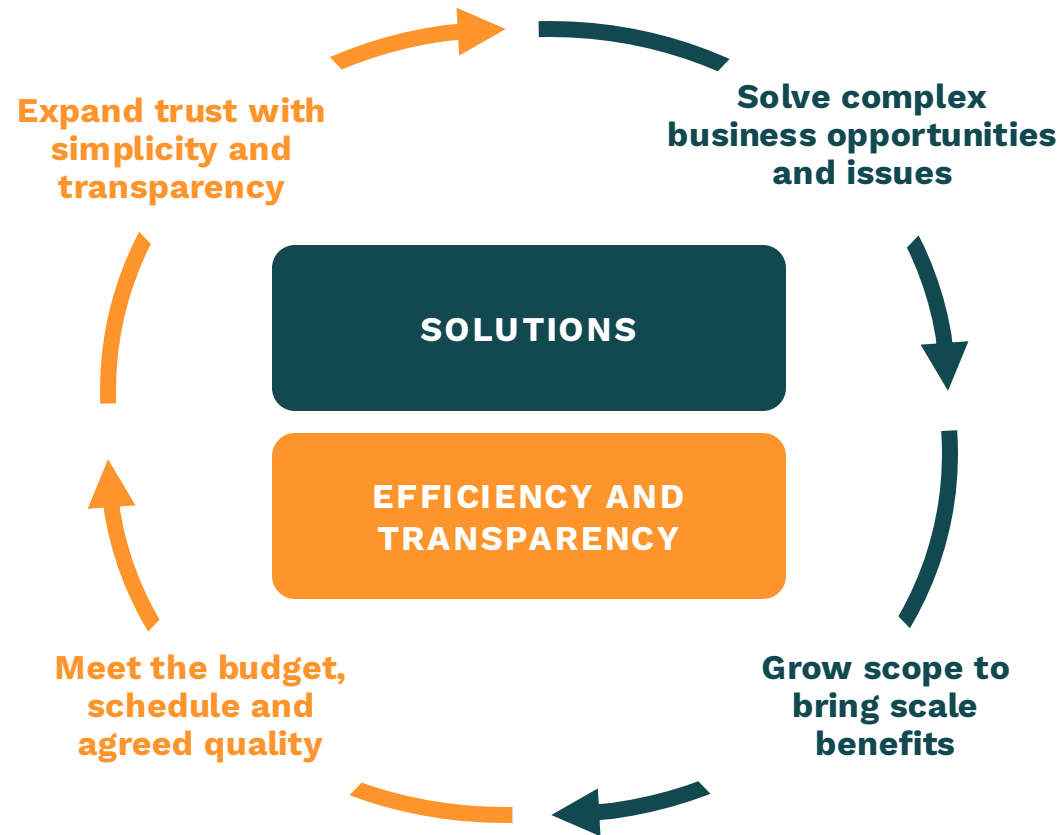 Expand trust with
simplicity and
transparency
Solve complex
business opportunities
and issues
SOLUTIONS
EFFICIENCY AND
TRANSPARENCY
Meet the budget,
schedule and
agreed quality
Grow scope to
bring scale
benefits